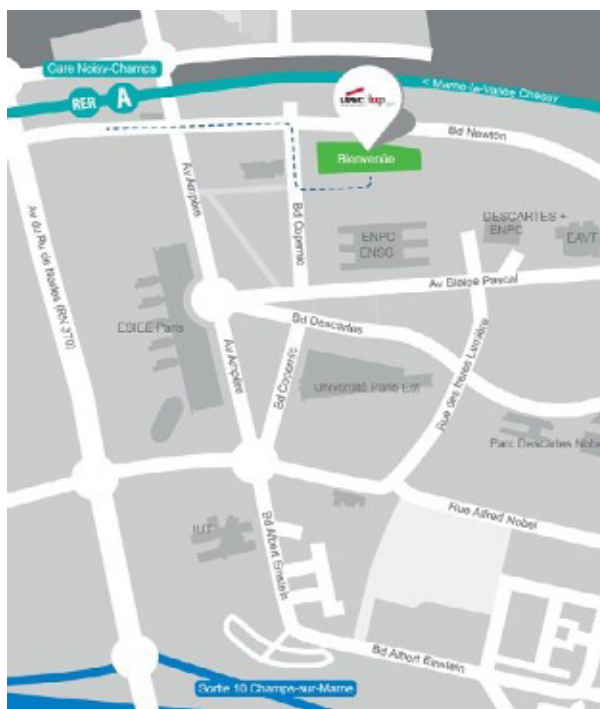 Gare Noisy-Champs
RER A
< Marne-la-Vallée Chessy
UPEC
Bd Newton
Bienvenüe
Av Ampère
Bd Copernic
Av du Ru de Nesles (RN 370)
DESCARTES +
ENPC
ENPC
ENSG
EAVT
Av Blaise Pascal
ESIEE Paris
Bd Descartes
Rue des frères Lumière
Av Ampère
Bd Copernic
Université Paris Est
Parc Descartes Nobe
Rue Alfred Nobel
IUT
Bd Albert Einstein
Bd Albert Einstein
Sortie 10 Champs-sur-Marne